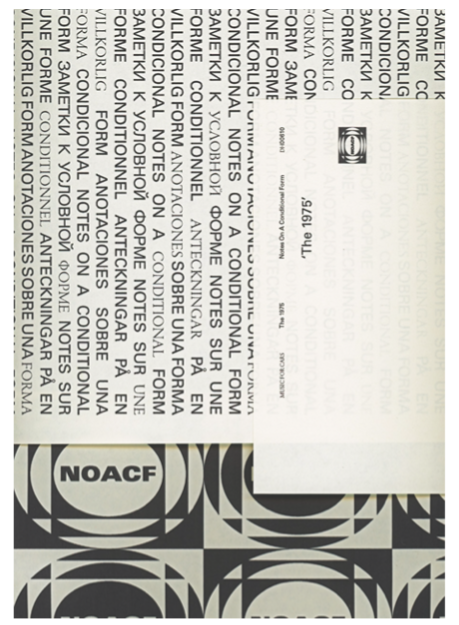 ЗАМЕТКИ К
FORME CO
VILLKORLIG
CONDICION
ЗАМЕТКИ К
FORME CO
VILLKORLIG
FORMA CON
FORM ЗАМЕ
UNE FORME
VILLKORLIG FORM ANOTACIONES SOBRE UNA FORMA
CONDICIONAL NOTES ON A CONDITIONAL FORM
ЗАМЕТКИ К УСЛОВНОЙ ФОРМЕ NOTES SUR UNE
FORME CONDITIONNEL ANTECKNINGAR PÅ EN
VILLKORLIG FORM ANOTACIONES SOBRE UNA FORMA
CONDICIONAL NOTES ON A CONDITIONAL FORM
ЗАМЕТКИ К УСЛОВНОЙ ФОРМЕ NOTES SUR UNE
FORME CONDITIONNEL ANTECKNINGAR PÅ EN
VILLKORLIG FORM ANOTACIONES SOBRE UNA
FORMA CONDICIONAL NOTES ON A CONDITIONAL
FORM ЗАМЕТКИ К УСЛОВНОЙ ФОРМЕ NOTES SUR
UNE FORME CONDITIONNEL ANTECKNINGAR PÅ EN
VILLKORLIG FORM ANOTACIONES SOBRE UNA FORMA
'The 1975'
Notes On A Conditional Form
The 1975
NOACF
NOACF
NOACF